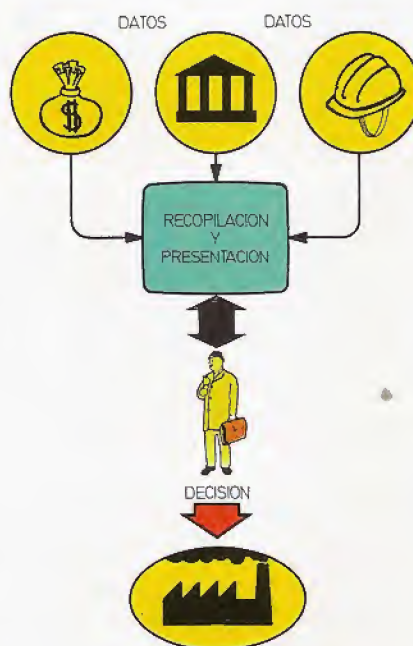 DATOS DATOS
$
RECOPILACION
Y
PRESENTACION
DECISION